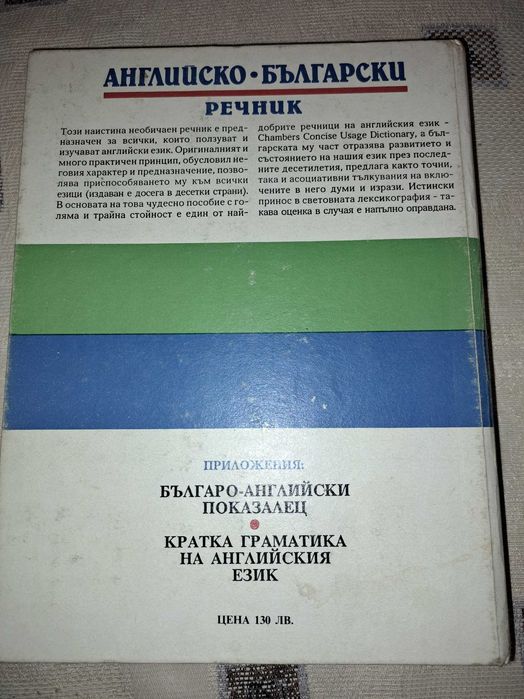 АНГЛИЙСКО • БЪЛГАРСКИ
РЕЧНИК
Този наистина необичаен речник е пред-
назначен за всички, които ползуват и
изучават английски език. Оригиналният и
много практичен принцип, обусловил не-
говия характер и предназначение, позво-
лява приспособяването му към всички
езици (издаван е досега в десетки страни).
В основата на това чудесно пособие с го-
ляма и трайна стойност е един от най-
добрите речници на английския език -
Chambers Concise Usage Dictionary, а бъл-
гарската му част отразява развитието и
състоянието на нашия език през послед-
ните десетилетия, предлага както точни,
така и асоциативни тълкувания на вклю-
чените в него думи и изрази. Истински
принос в световната лексикография - та-
кава оценка в случая е напълно оправдана.
ПРИЛОЖЕНИЯ:
БЪЛГАРО-АНГЛИЙСКИ
ПОКАЗАЛЕЦ
•
КРАТКА ГРАМАТИКА
НА АНГЛИЙСКИЯ
ЕЗИК
ЦЕНА 130 ЛВ.